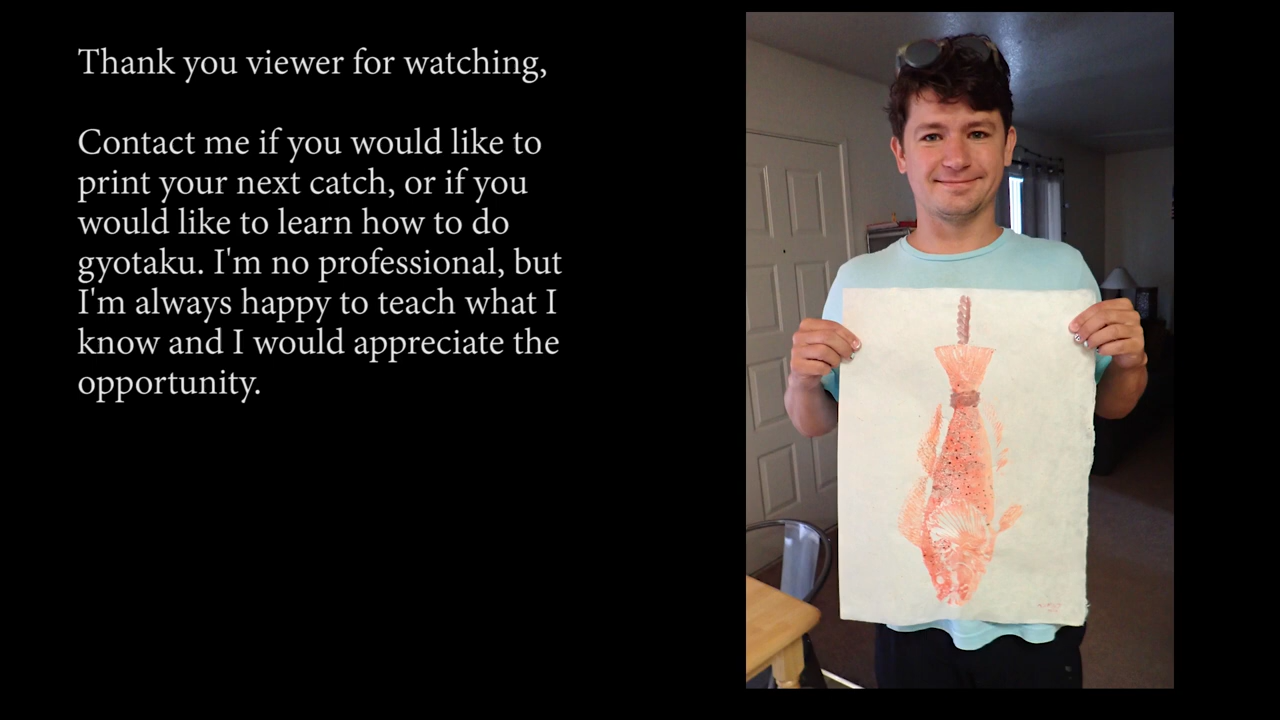 Thank you viewer for watching,
Contact me if you would like to
print your next catch, or if you
would like to learn how to do
gyotaku. I'm no professional, but
I'm always happy to teach what I
know and I would appreciate the
opportunity.